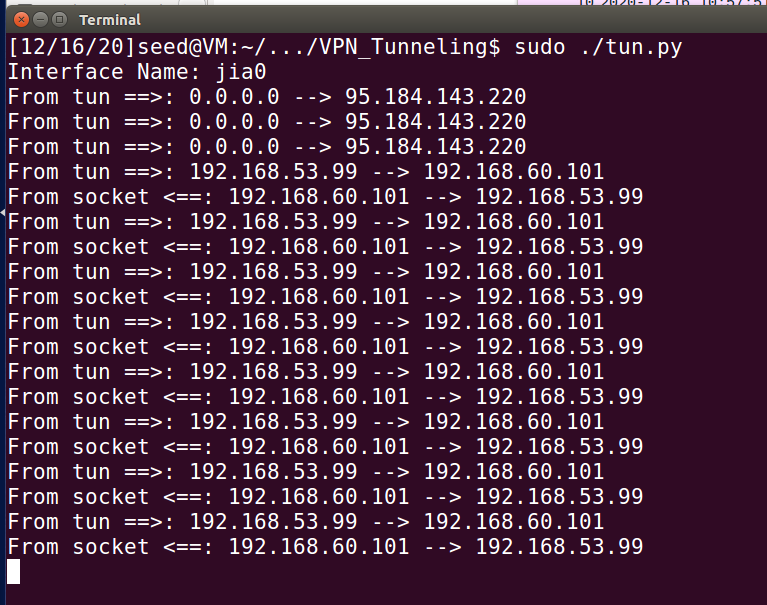 10 2020-12-16 10:57:51
Terminal
[12/16/20]seed@VM:~/.../VPN_Tunneling$ sudo ./tun.py
Interface Name: jia0
From tun ==>: 0.0.0.0 --> 95.184.143.220
From tun ==>: 0.0.0.0 --> 95.184.143.220
From tun ==>: 0.0.0.0 --> 95.184.143.220
From tun ==>: 192.168.53.99 --> 192.168.60.101
From socket <==: 192.168.60.101 --> 192.168.53.99
From tun ==>: 192.168.53.99 --> 192.168.60.101
From socket <==: 192.168.60.101 --> 192.168.53.99
From tun ==>: 192.168.53.99 --> 192.168.60.101
From socket <==: 192.168.60.101 --> 192.168.53.99
From tun ==>: 192.168.53.99 --> 192.168.60.101
From socket <==: 192.168.60.101 --> 192.168.53.99
From tun ==>: 192.168.53.99 --> 192.168.60.101
From socket <==: 192.168.60.101 --> 192.168.53.99
From tun ==>: 192.168.53.99 --> 192.168.60.101
From socket <==: 192.168.60.101 --> 192.168.53.99
From tun ==>: 192.168.53.99 --> 192.168.60.101
From socket <==: 192.168.60.101 --> 192.168.53.99
From tun ==>: 192.168.53.99 --> 192.168.60.101
From socket <==: 192.168.60.101 --> 192.168.53.99